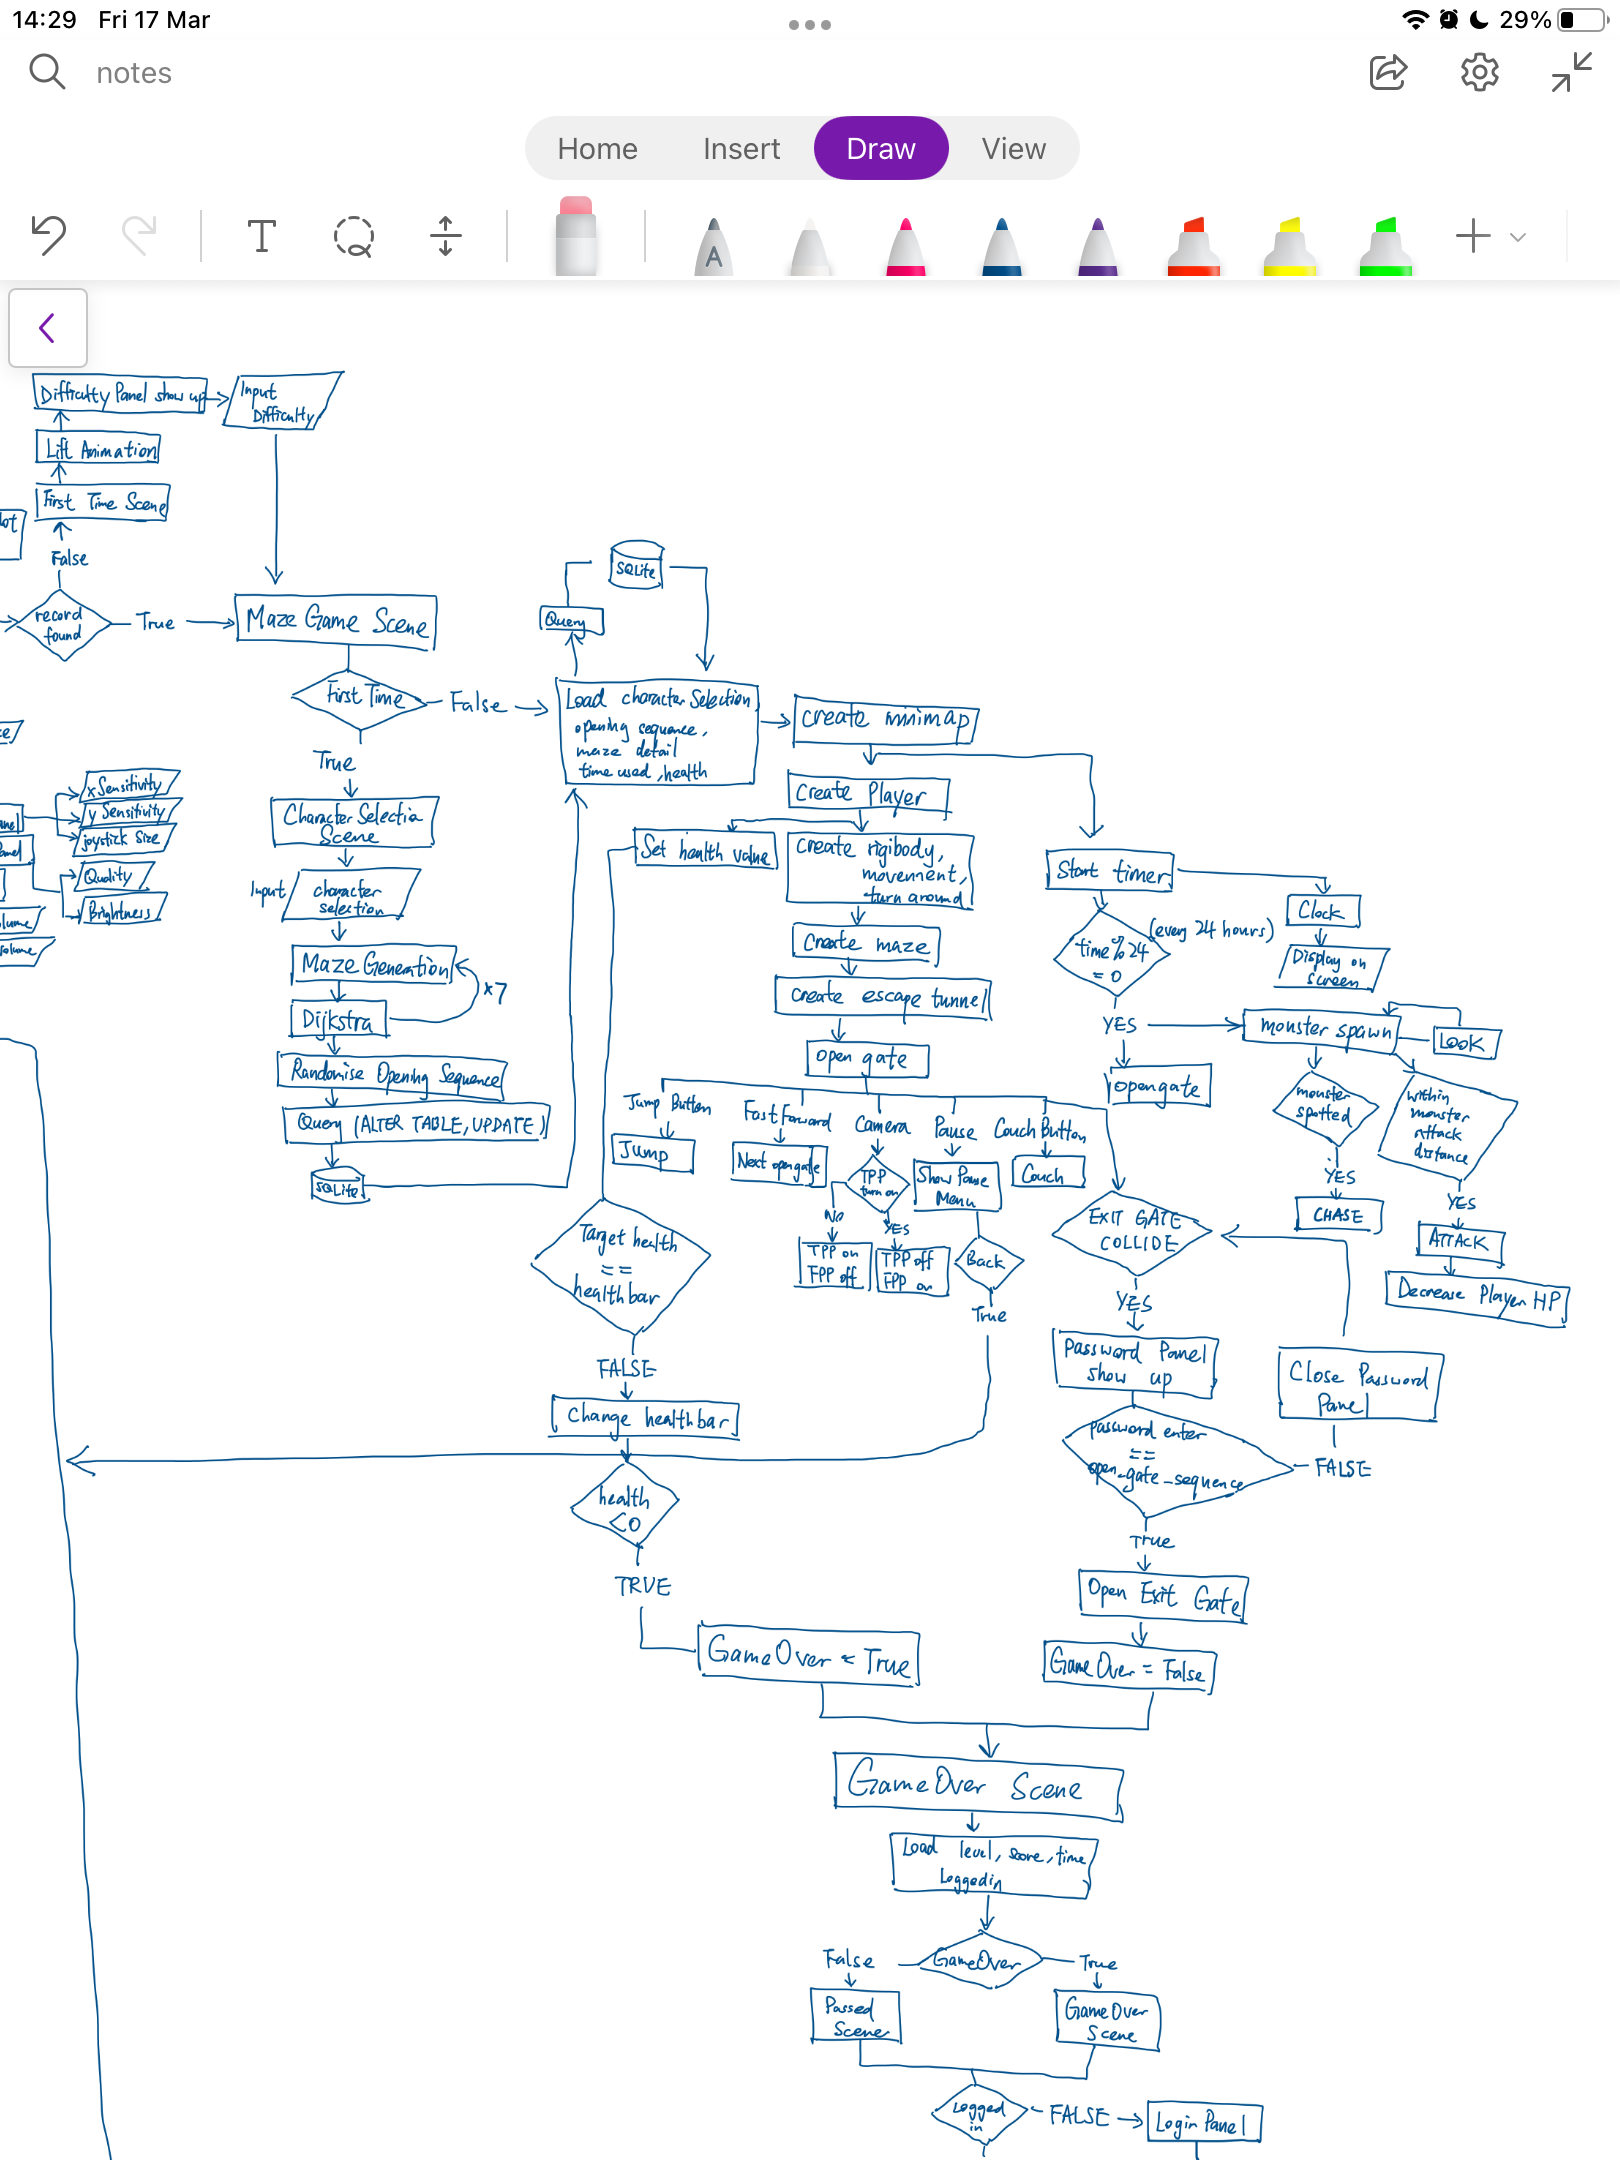 14:29 Fri 17 Mar
29%
notes
Home
Insert
Draw
View
T
A
Difficulty Panel show up
Input
Difficulty
Lift Animation
First Time Scene
False
record
found
True
Maze Game Scene
First Time
False
True
Character Selectio
Scene
Input
character
selection
Maze Generation
x7
Dijkstra
Randomise Opening Sequence
Query (ALTER TABLE, UPDATE)
SQLite
x Sensitivity
y Sensitivity
joystick size
Quality
Brightness
SQLite
Query
Load character Selection
opening sequence,
maze detail
time used, health
create minimap
Create Player
Set health value
Create rigibody,
movement,
turn around
Create maze
create escape tunnel
Open gate
Jump Button
Jump
Fast Forward
Next open gate
Camera
TPP
turn on
No
TPP on
FPP off
YES
TPP off
FPP on
Pause
Show Pause
Menu
Back
True
Couch Button
Couch
Start timer
Clock
Display on
screen
time % 24
= 0
(every 24 hours)
YES
open gate
monster spawn
Look
monster
spotted
YES
CHASE
within
monster
attack
distance
YES
ATTACK
Decrease Player HP
EXIT GATE
COLLIDE
YES
Password Panel
show up
Close Password
Panel
password enter
==
open_gate_sequence
FALSE
True
Open Exit Gate
Game Over = False
Target health
==
health bar
FALSE
Change health bar
health
<0
TRUE
Game Over = True
Game Over Scene
Load level, score, time
Loggedin
False
GameOver
True
Passed
Scene
Game Over
Scene
Logged
in
FALSE
Login Panel